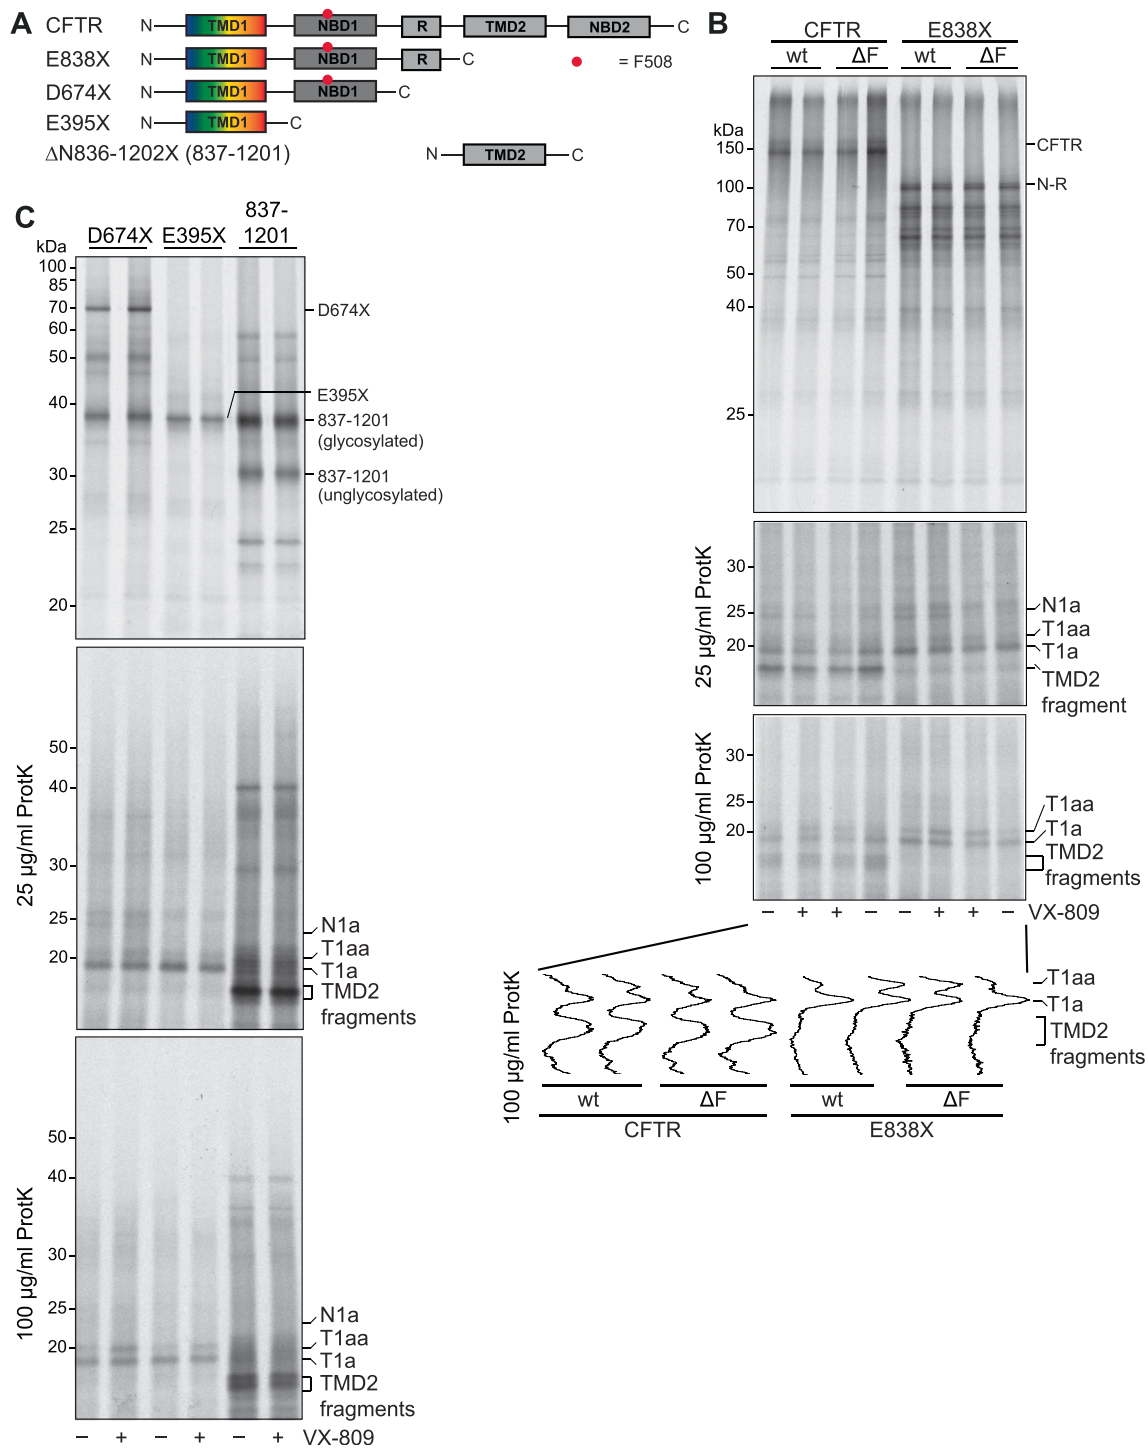 A
CFTR N TMD1 NBD1 R TMD2 NBD2 C
E838X N TMD1 NBD1 R C = F508
D674X N TMD1 NBD1 C
E395X N TMD1 C
ΔN836-1202X (837-1201) N TMD2 C
B
CFTR E838X
wt ΔF wt ΔF
kDa
150
100
70
50
40
25
CFTR
N-R
25 µg/ml ProtK
30
25
20
N1a
T1aa
T1a
TMD2
fragment
100 µg/ml ProtK
30
25
20
T1aa
T1a
TMD2
fragments
− + + − − + + − VX-809
100 µg/ml ProtK
T1aa
T1a
TMD2
fragments
wt ΔF wt ΔF
CFTR E838X
C
D674X E395X 837-
1201
kDa
100
85
70
60
50
40
30
25
20
D674X
E395X
837-1201
(glycosylated)
837-1201
(unglycosylated)
25 µg/ml ProtK
50
40
30
25
20
N1a
T1aa
T1a
TMD2
fragments
100 µg/ml ProtK
50
40
30
25
20
N1a
T1aa
T1a
TMD2
fragments
− + − + − + VX-809